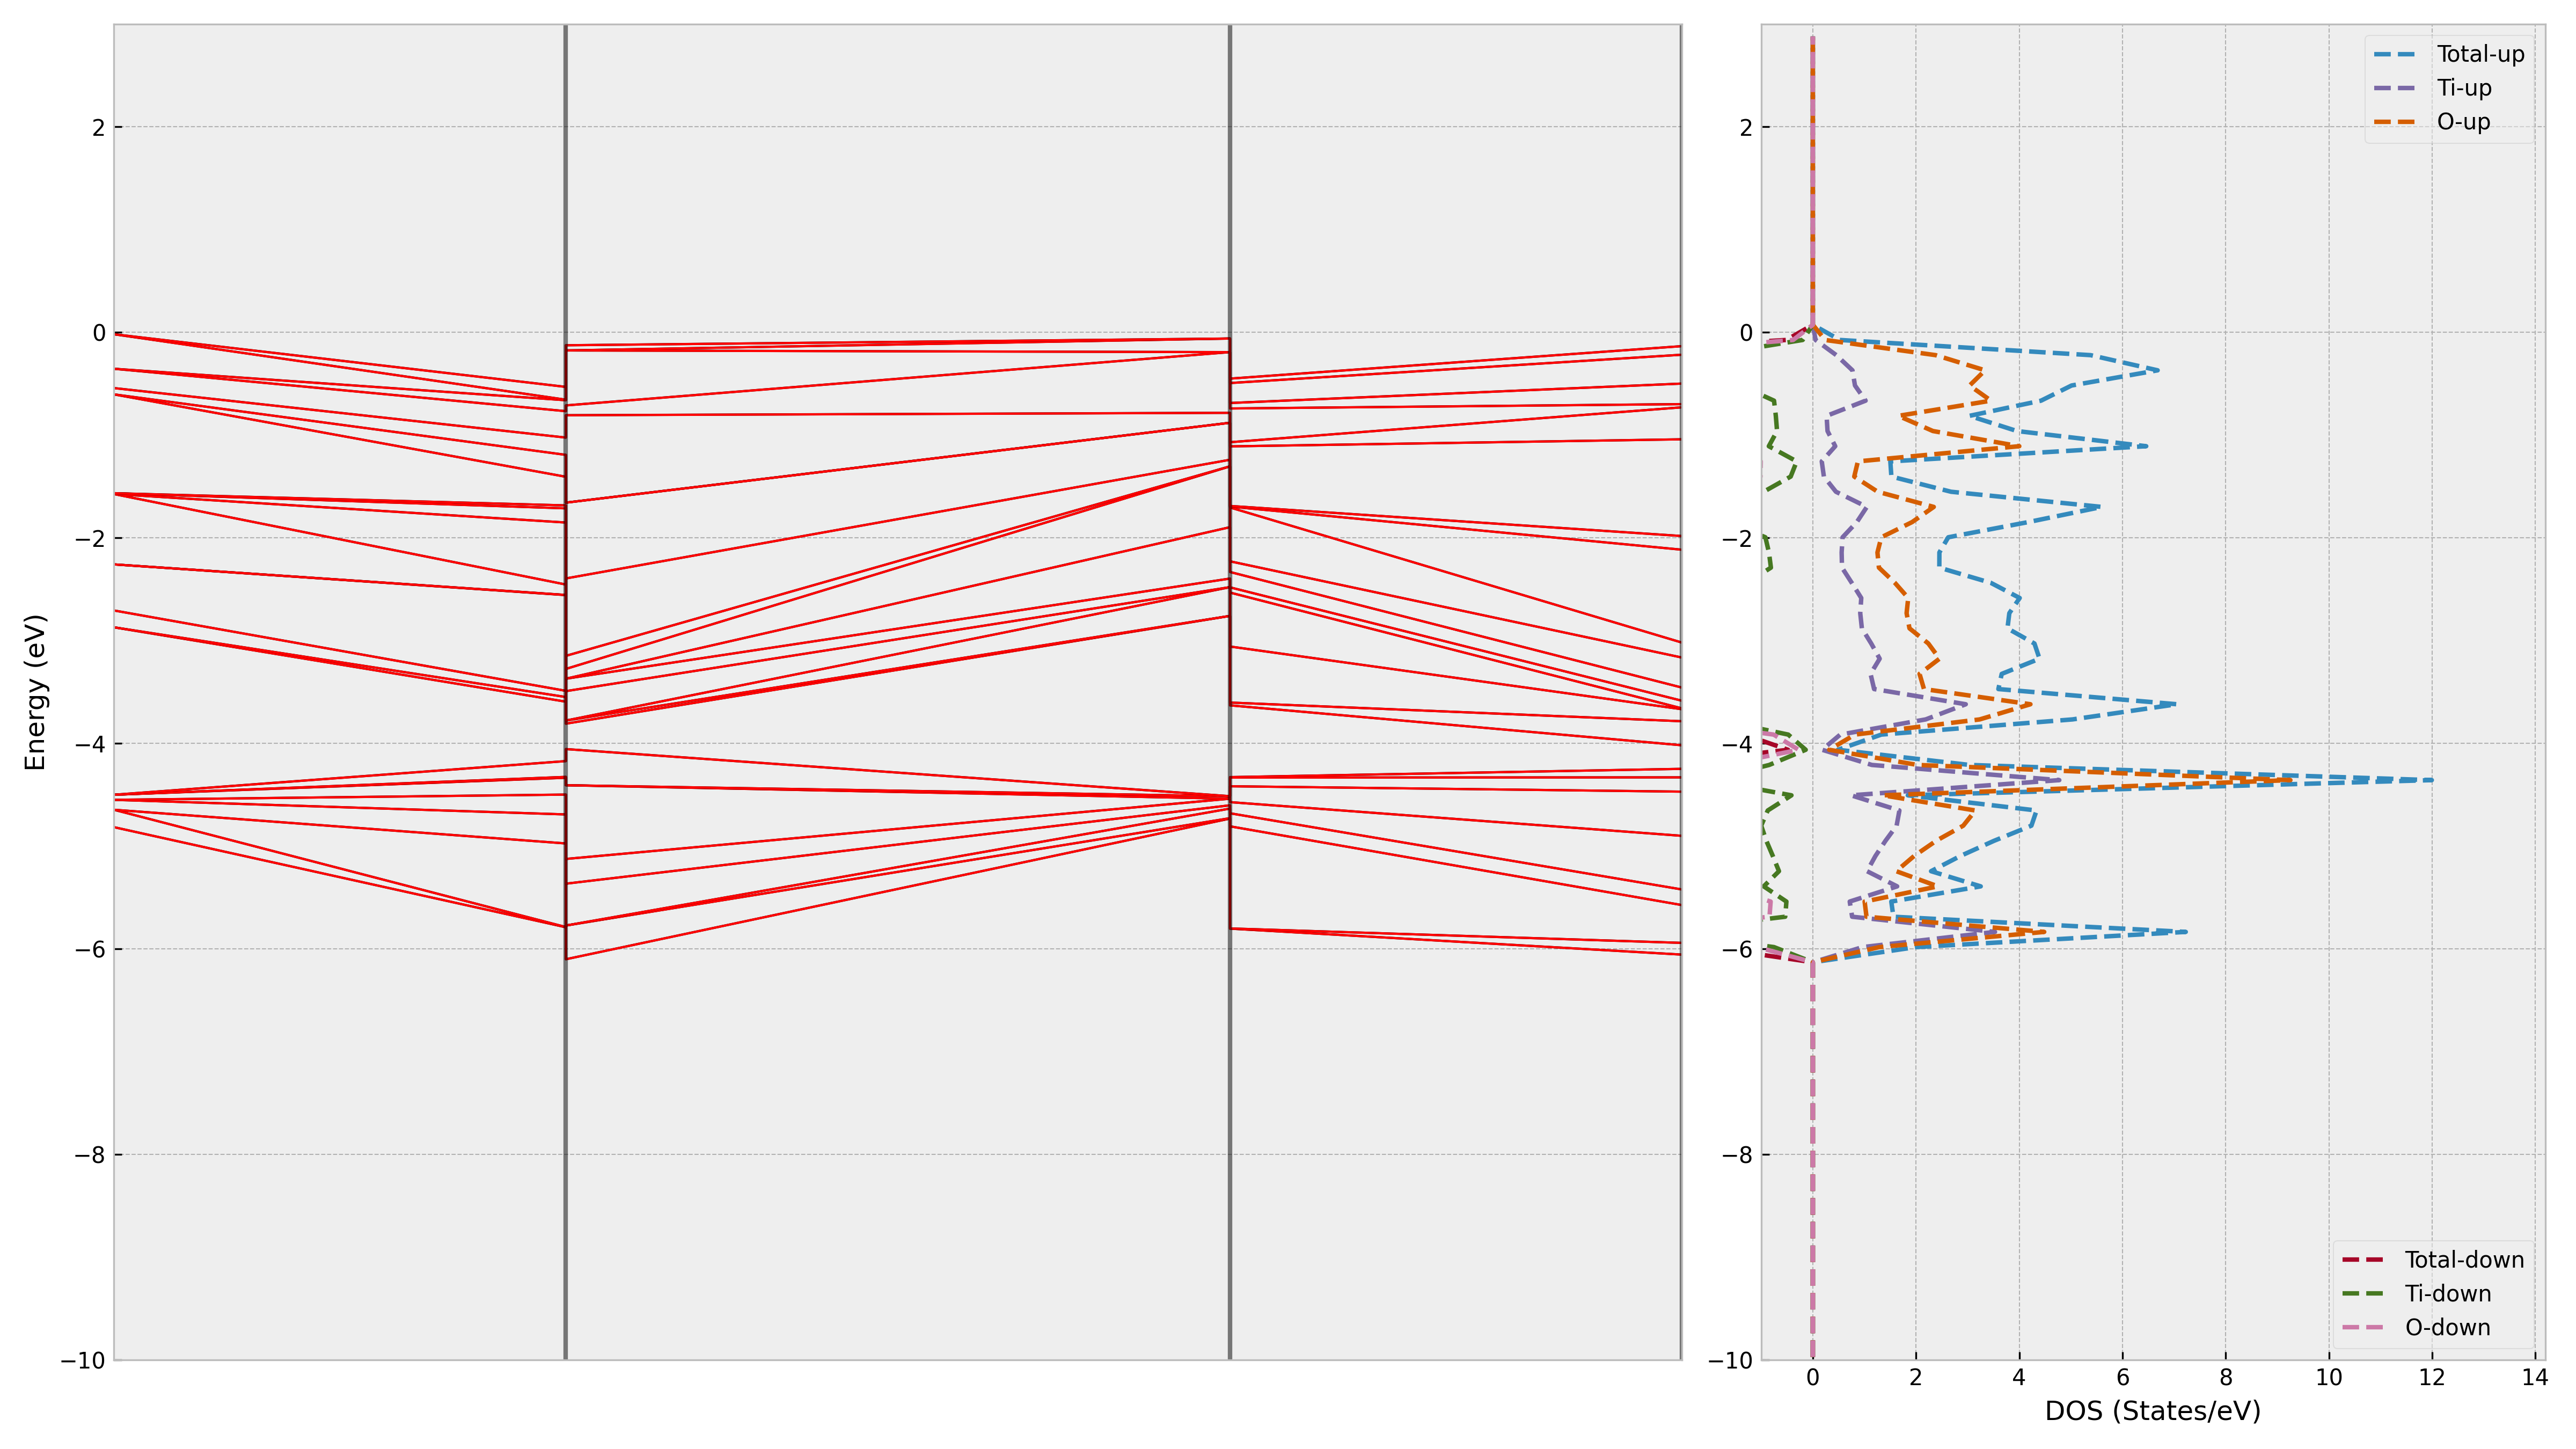 Energy (eV)
2
0
−2
−4
−6
−8
−10
2
0
−2
−4
−6
−8
−10
Total-up
Ti-up
O-up
Total-down
Ti-down
O-down
0 2 4 6 8 10 12 14
DOS (States/eV)